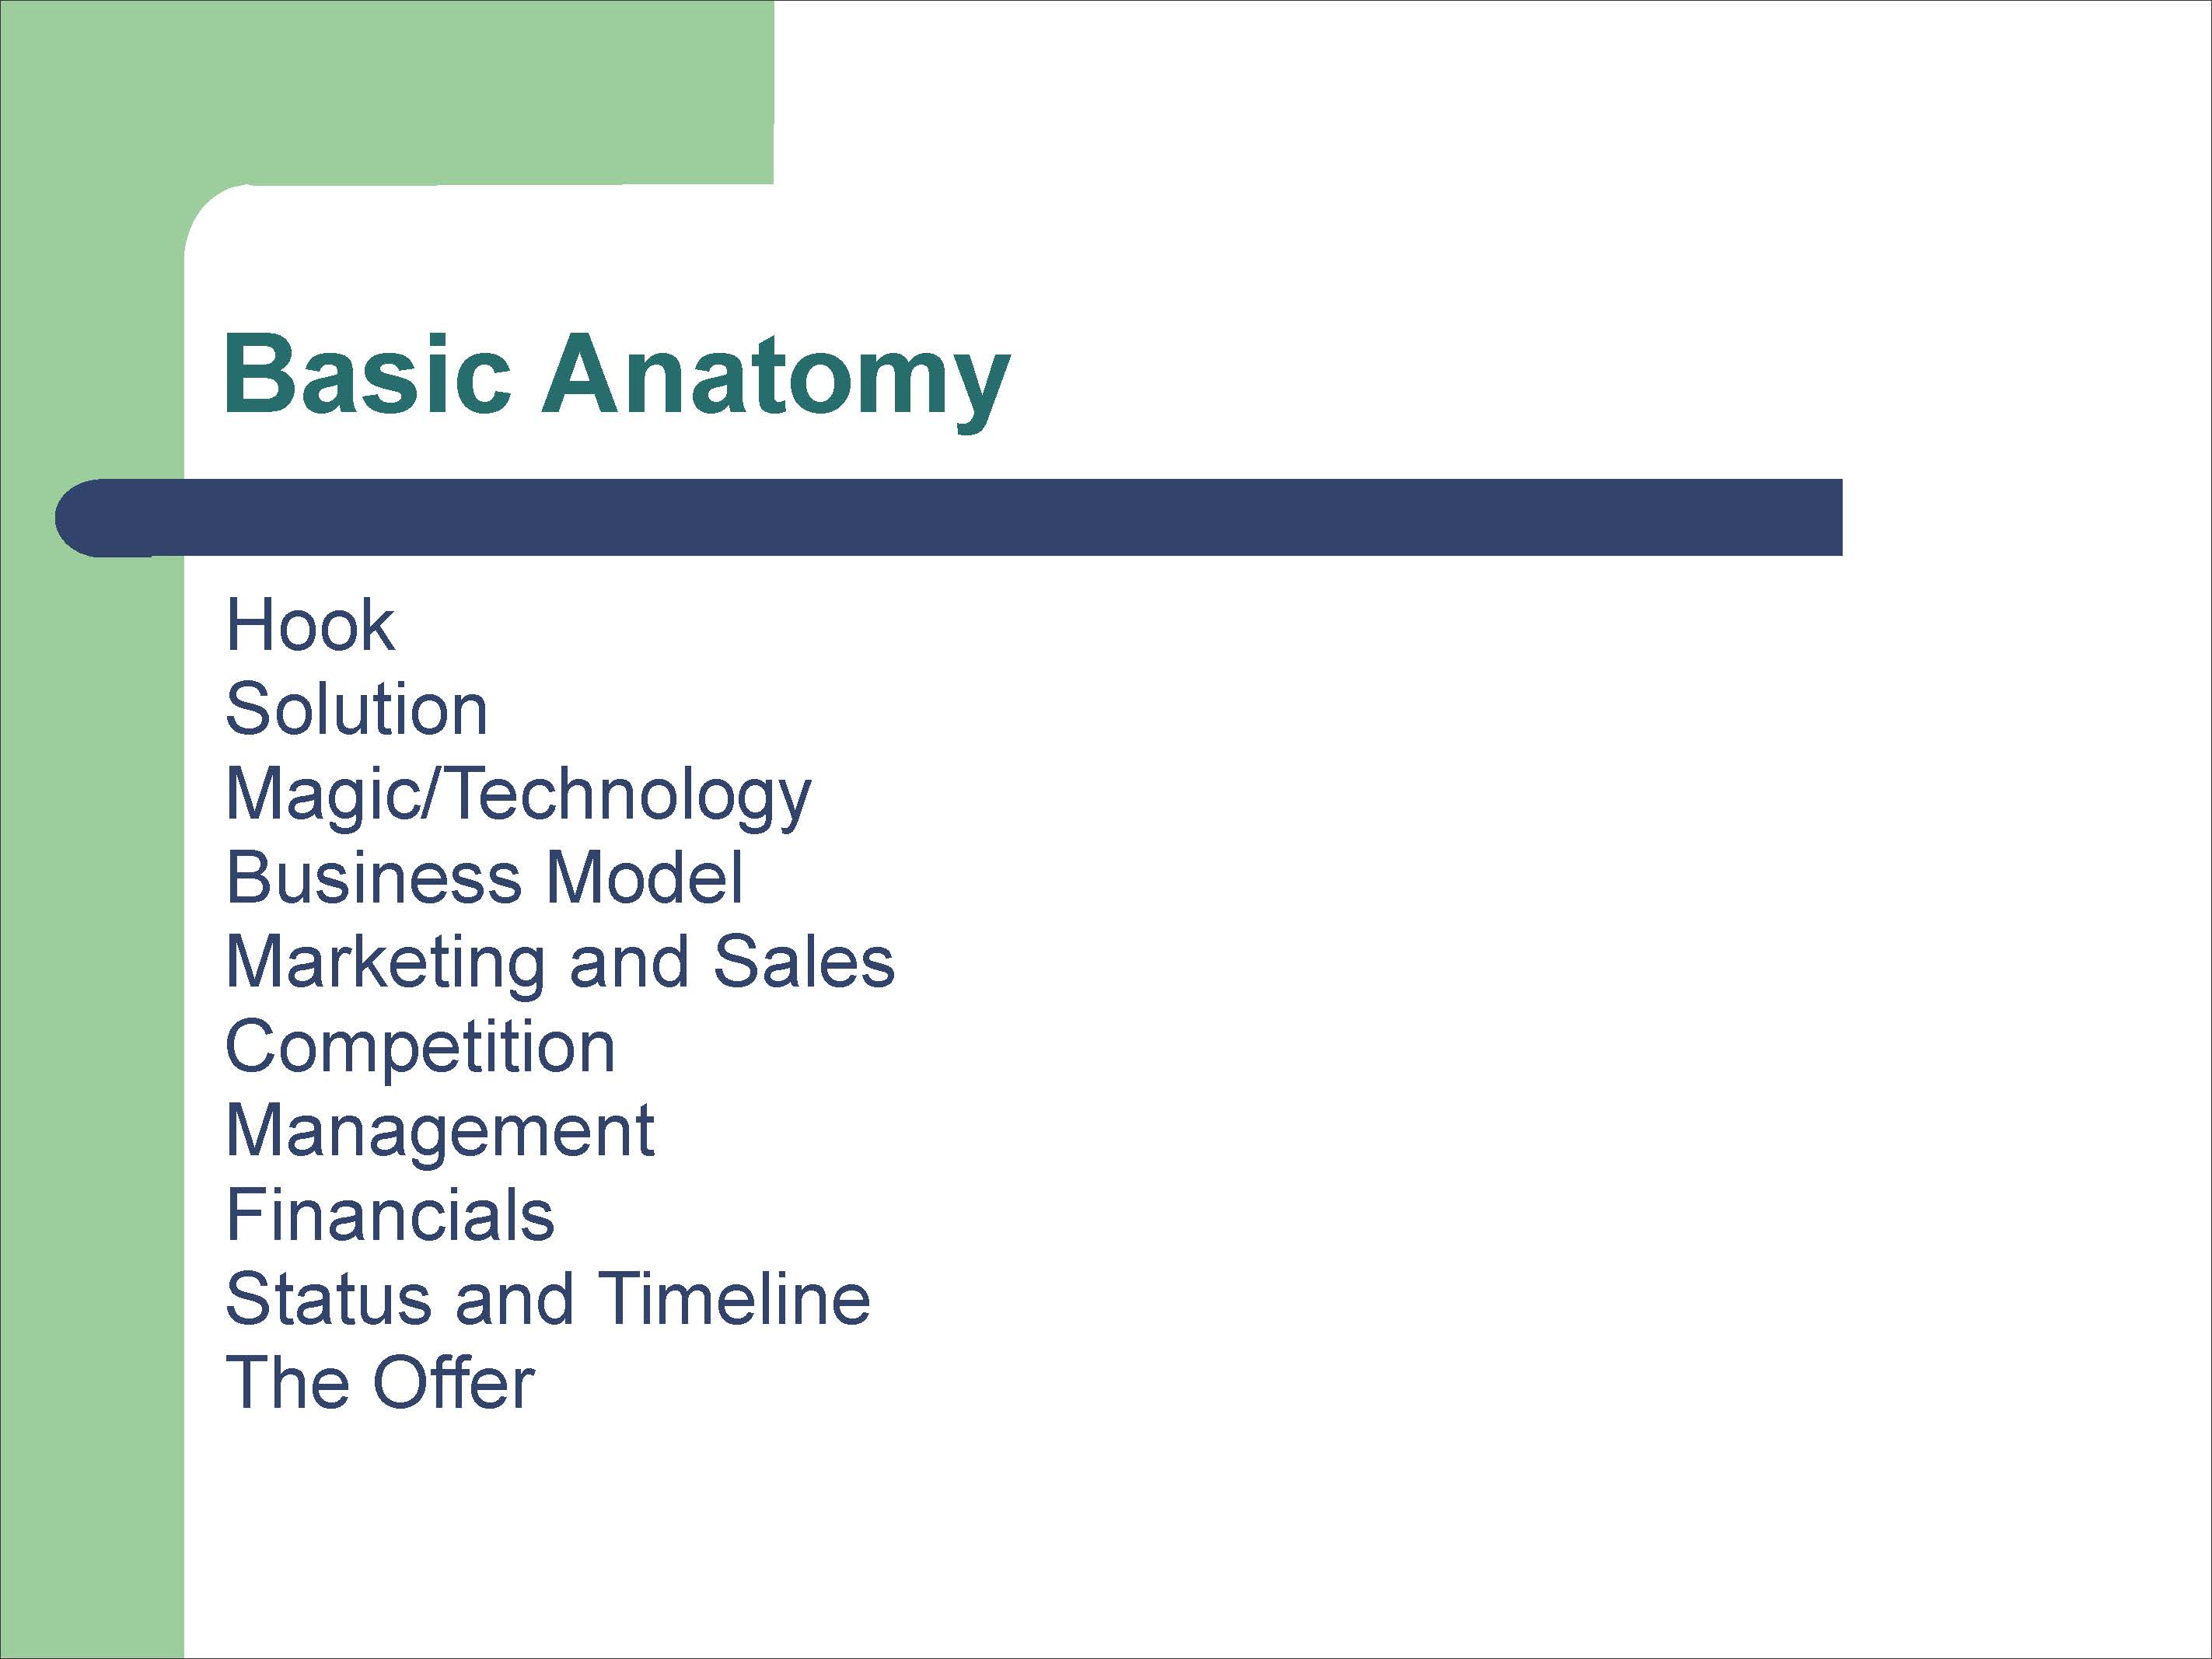 Basic Anatomy
Hook
Solution
Magic/Technology
Business Model
Marketing and Sales
Competition
Management
Financials
Status and Timeline
The Offer